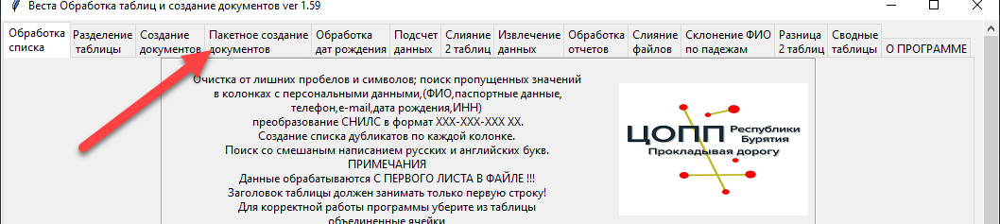 Веста Обработка таблиц и создание документов ver 1.59
Обработка
списка
Разделение
таблицы
Создание
документов
Пакетное создание
документов
Обработка
дат рождения
Подсчет
данных
Слияние
2 таблиц
Извлечение
данных
Обработка
отчетов
Слияние
файлов
Склонение ФИО
по падежам
Разница
2 таблиц
Сводные
таблицы
О ПРОГРАММЕ
Очистка от лишних пробелов и символов; поиск пропущенных значений
в колонках с персональными данными,(ФИО,паспортные данные,
телефон,e-mail,дата рождения,ИНН)
преобразование СНИЛС в формат XXX-XXX-XXX XX.
Создание списка дубликатов по каждой колонке.
Поиск со смешаным написанием русских и английских букв.
ПРИМЕЧАНИЯ
Данные обрабатываются С ПЕРВОГО ЛИСТА В ФАЙЛЕ !!!
Заголовок таблицы должен занимать только первую строку!
Для корректной работы программы уберите из таблицы
объединенные ячейки
ЦОПП Республики
Бурятия
Прокладывая дорогу